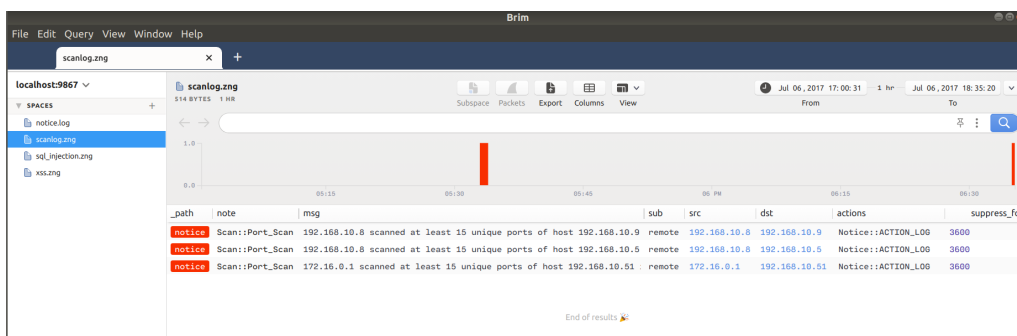 Brim
File Edit Query View Window Help
scanlog.zng × +
localhost:9867
SPACES +
notice.log
scanlog.zng
sql_injection.zng
xss.zng
scanlog.zng
514 BYTES 1 HR
Subspace Packets Export Columns View
Jul 06, 2017 17:00:31 1 hr Jul 06, 2017 18:35:20
From To
1.0
0.0
05:15 05:30 05:45 05 PM 06:15 06:30
_path note msg sub src dst actions suppress_fo
notice Scan::Port_Scan 192.168.10.8 scanned at least 15 unique ports of host 192.168.10.9 remote 192.168.10.8 192.168.10.9 Notice::ACTION_LOG 3600
notice Scan::Port_Scan 192.168.10.8 scanned at least 15 unique ports of host 192.168.10.5 remote 192.168.10.8 192.168.10.5 Notice::ACTION_LOG 3600
notice Scan::Port_Scan 172.16.0.1 scanned at least 15 unique ports of host 192.168.10.51 remote 172.16.0.1 192.168.10.51 Notice::ACTION_LOG 3600
End of results 🎉